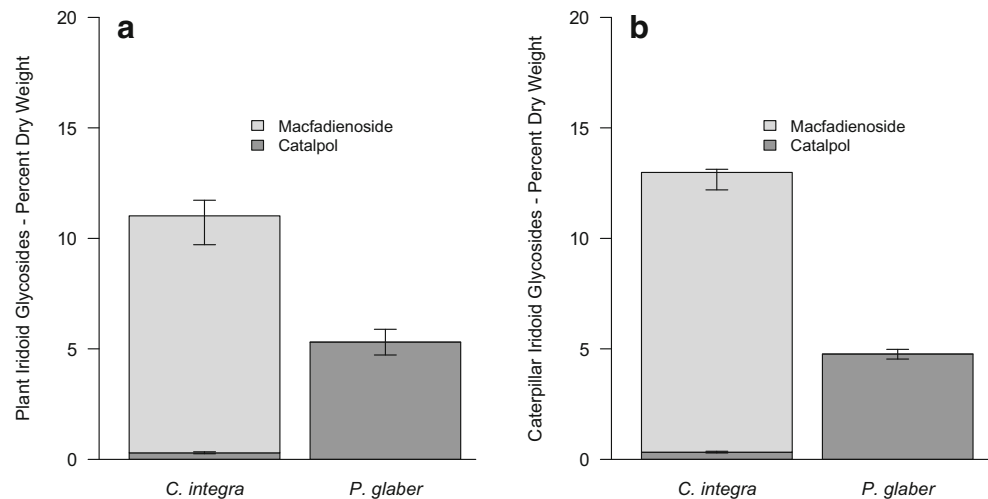 a
Plant Iridoid Glycosides - Percent Dry Weight
20
15
10
5
0
Macfadienoside
Catalpol
C. integra
P. glaber
b
Caterpillar Iridoid Glycosides - Percent Dry Weight
20
15
10
5
0
Macfadienoside
Catalpol
C. integra
P. glaber